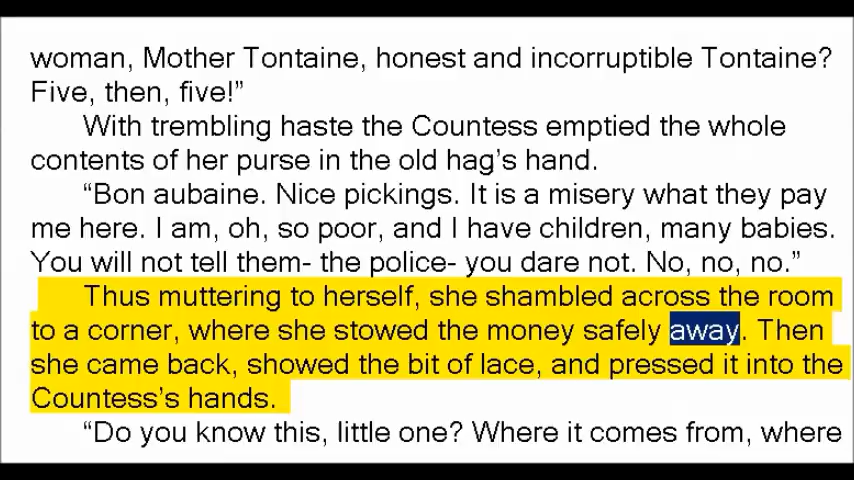 woman, Mother Tontaine, honest and incorruptible Tontaine?
Five, then, five!”
With trembling haste the Countess emptied the whole
contents of her purse in the old hag’s hand.
“Bon aubaine. Nice pickings. It is a misery what they pay
me here. I am, oh, so poor, and I have children, many babies.
You will not tell them- the police- you dare not. No, no, no.”
Thus muttering to herself, she shambled across the room
to a corner, where she stowed the money safely away. Then
she came back, showed the bit of lace, and pressed it into the
Countess’s hands.
“Do you know this, little one? Where it comes from, where